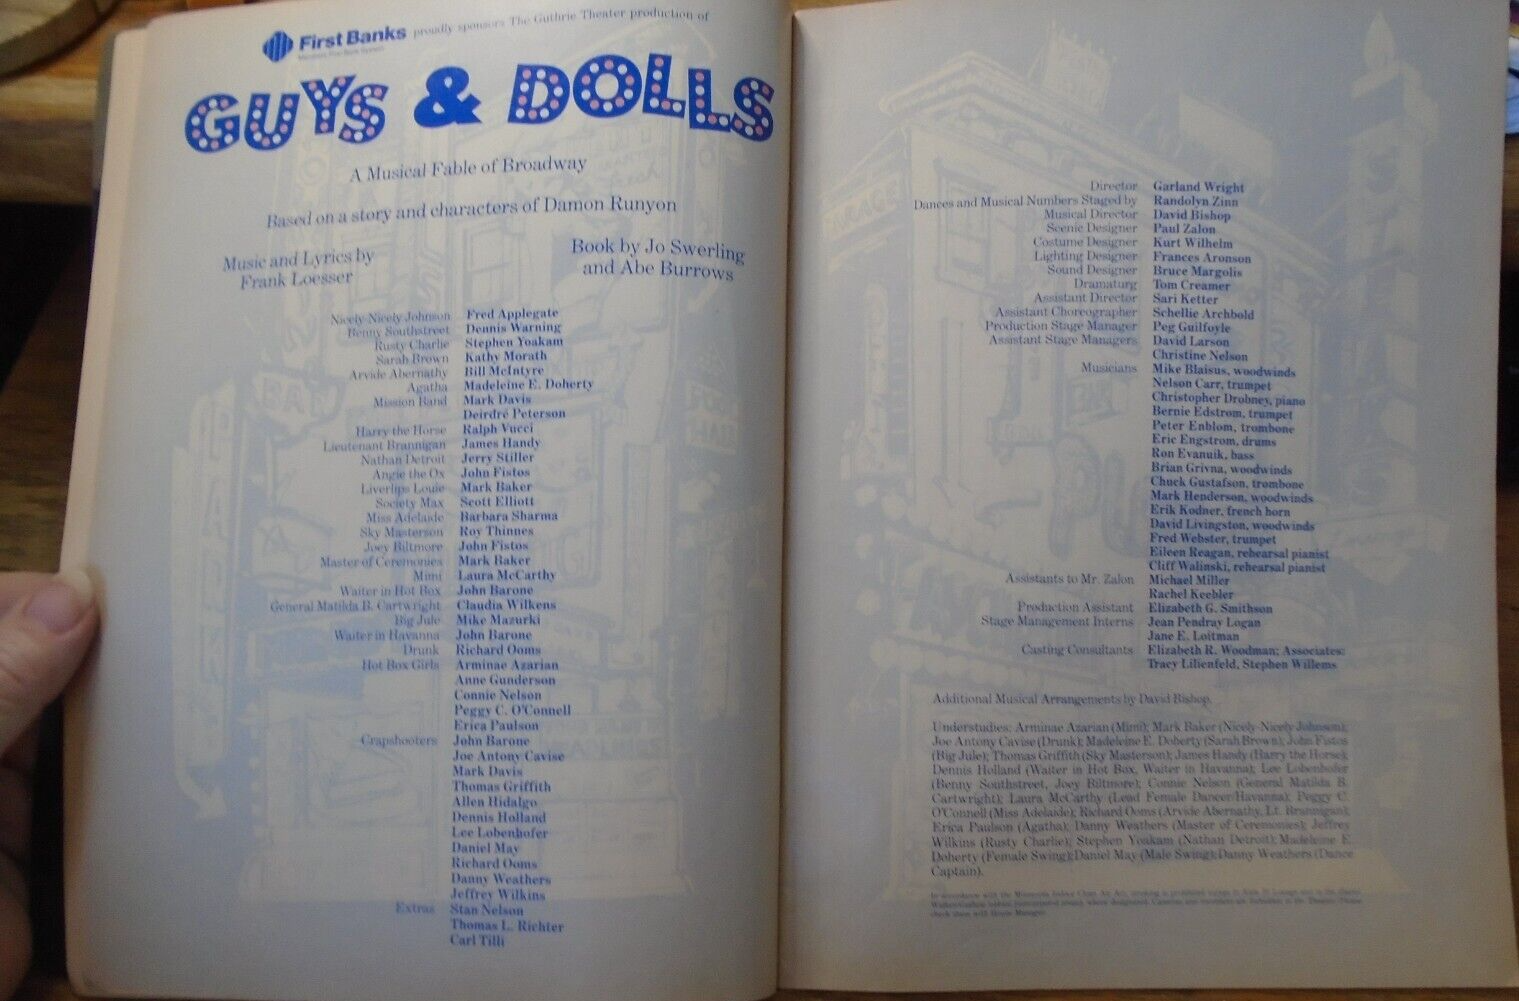 First Banks proudly sponsors The Guthrie Theater production of
GUYS & DOLLS
A Musical Fable of Broadway
Based on a story and characters of Damon Runyon
Music and Lyrics by
Frank Loesser
Book by Jo Swerling
and Abe Burrows
Nicely-Nicely Johnson Fred Applegate
Benny Southstreet Dennis Warning
Rusty Charlie Stephen Yoakam
Sarah Brown Kathy Morath
Arvide Abernathy Bill McIntyre
Agatha Madeleine E. Doherty
Mission Band Mark Davis
Deirdre Peterson
Harry the Horse Ralph Vucci
Lieutenant Brannigan James Handy
Nathan Detroit Jerry Stiller
Angie the Ox John Fistos
Liverlips Louie Mark Baker
Society Max Scott Elliott
Miss Adelaide Barbara Sharma
Sky Masterson Roy Thinnes
Joey Biltmore John Fistos
Master of Ceremonies Mark Baker
Mimi Laura McCarthy
Waiter in Hot Box John Barone
General Matilda B. Cartwright Claudia Wilkens
Big Jule Mike Mazurki
Waiter in Havanna John Barone
Drunk Richard Ooms
Hot Box Girls Arminae Azarian
Anne Gunderson
Connie Nelson
Peggy C. O'Connell
Erica Paulson
Crapshooters John Barone
Joe Antony Cavise
Mark Davis
Thomas Griffith
Allen Hidalgo
Dennis Holland
Lee Lobenhofer
Daniel May
Richard Ooms
Danny Weathers
Jeffrey Wilkins
Extras Stan Nelson
Thomas L. Richter
Carl Tilli
Director Garland Wright
Dances and Musical Numbers Staged by Randolyn Zinn
Musical Director David Bishop
Scenic Designer Paul Zalon
Costume Designer Kurt Wilhelm
Lighting Designer Frances Aronson
Sound Designer Bruce Margolis
Dramaturg Tom Creamer
Assistant Director Sari Ketter
Assistant Choreographer Schellie Archbold
Production Stage Manager Peg Guilfoyle
Assistant Stage Managers David Larson
Christine Nelson
Musicians Mike Blaisus, woodwinds
Nelson Carr, trumpet
Christopher Drobney, piano
Bernie Edstrom, trumpet
Peter Enblom, trombone
Eric Engstrom, drums
Ron Evanuik, bass
Brian Grivna, woodwinds
Chuck Gustafson, trombone
Mark Henderson, woodwinds
Erik Kodner, french horn
David Livingston, woodwinds
Fred Webster, trumpet
Eileen Reagan, rehearsal pianist
Cliff Walinski, rehearsal pianist
Assistants to Mr. Zalon Michael Miller
Rachel Keebler
Production Assistant Elizabeth G. Smithson
Stage Management Interns Jean Pendray Logan
Jane E. Loitman
Casting Consultants Elizabeth R. Woodman; Associates:
Tracy Lilienfeld, Stephen Willems
Additional Musical Arrangements by David Bishop.
Understudies: Arminae Azarian (Mimi); Mark Baker (Nicely-Nicely Johnson);
Joe Antony Cavise (Drunk); Madeleine E. Doherty (Sarah Brown); John Fistos
(Big Jule); Thomas Griffith (Sky Masterson); James Handy (Harry the Horse);
Dennis Holland (Waiter in Hot Box, Waiter in Havanna); Lee Lobenhofer
(Benny Southstreet, Joey Biltmore); Connie Nelson (General Matilda B.
Cartwright); Laura McCarthy (Lead Female Dancer/Havanna); Peggy C.
O'Connell (Miss Adelaide); Richard Ooms (Arvide Abernathy, Lt. Brannigan);
Erica Paulson (Agatha); Danny Weathers (Master of Ceremonies); Jeffrey
Wilkins (Rusty Charlie); Stephen Yoakam (Nathan Detroit); Madeleine E.
Doherty (Female Swing); Daniel May (Male Swing); Danny Weathers (Dance
Captain).
In accordance with the Minnesota Indoor Clean Air Act, smoking is prohibited except
check them with House Manager.
GARAGE
BAR